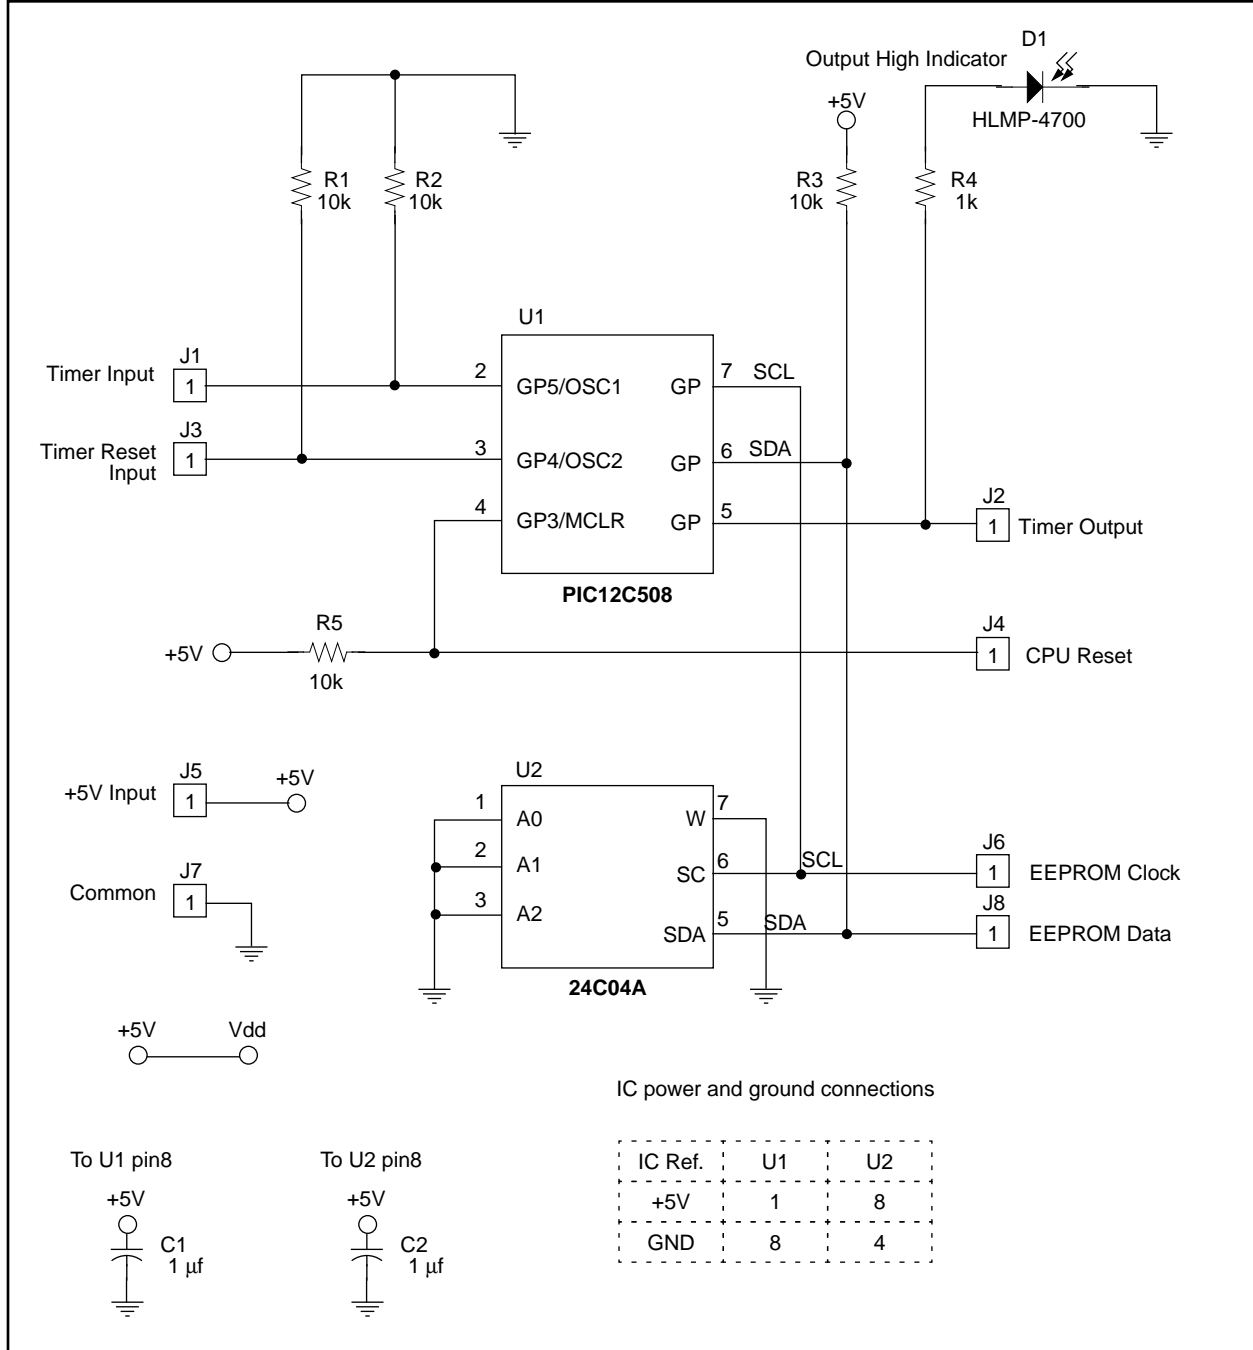 D1
Output High Indicator
+5V
HLMP-4700
R1
10k
R2
10k
R3
10k
R4
1k
U1
J1
Timer Input
1
2
GP5/OSC1
GP
7
SCL
J3
Timer Reset
Input
1
3
GP4/OSC2
GP
6
SDA
4
GP3/MCLR
GP
5
J2
1
Timer Output
PIC12C508
R5
+5V
10k
J4
1
CPU Reset
J5
+5V Input
1
+5V
U2
1
A0
W
7
2
A1
SC
6
SCL
J6
1
EEPROM Clock
J7
Common
1
3
A2
SDA
5
SDA
J8
1
EEPROM Data
24C04A
+5V
Vdd
IC power and ground connections
To U1 pin8
+5V
C1
1 µf
To U2 pin8
+5V
C2
1 µf
IC Ref. U1 U2
+5V 1 8
GND 8 4